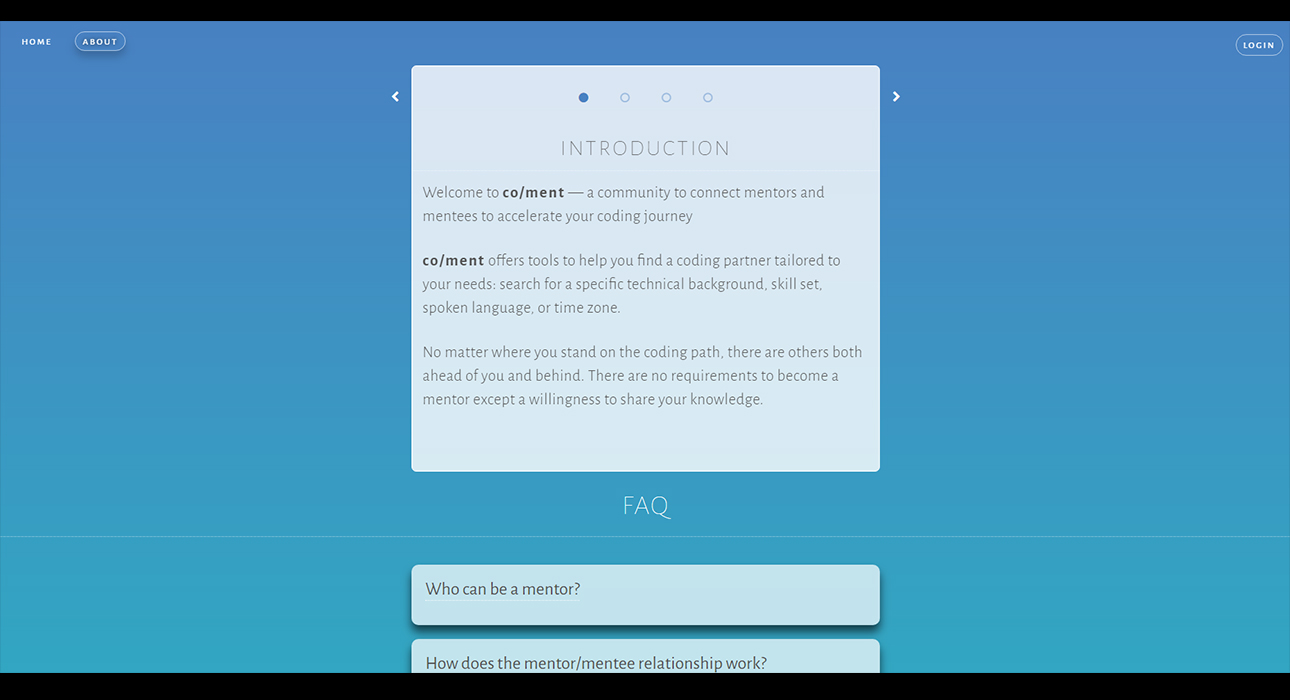 HOME ABOUT LOGIN
INTRODUCTION
Welcome to co/ment — a community to connect mentors and
mentees to accelerate your coding journey
co/ment offers tools to help you find a coding partner tailored to
your needs: search for a specific technical background, skill set,
spoken language, or time zone.
No matter where you stand on the coding path, there are others both
ahead of you and behind. There are no requirements to become a
mentor except a willingness to share your knowledge.
FAQ
Who can be a mentor?
How does the mentor/mentee relationship work?